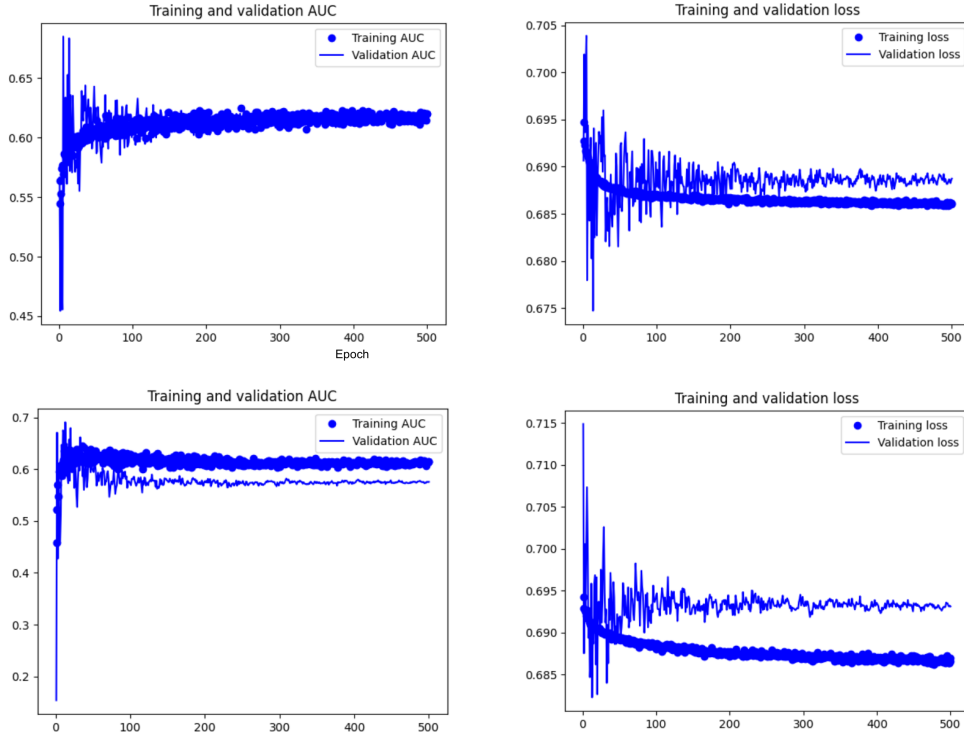 Training and validation AUC
Training AUC
Validation AUC
0.65
0.60
0.55
0.50
0.45
0 100 200 300 400 500
Epoch
Training and validation loss
Training loss
Validation loss
0.705
0.700
0.695
0.690
0.685
0.680
0.675
0 100 200 300 400 500
Training and validation AUC
Training AUC
Validation AUC
0.7
0.6
0.5
0.4
0.3
0.2
0 100 200 300 400 500
Training and validation loss
Training loss
Validation loss
0.715
0.710
0.705
0.700
0.695
0.690
0.685
0 100 200 300 400 500